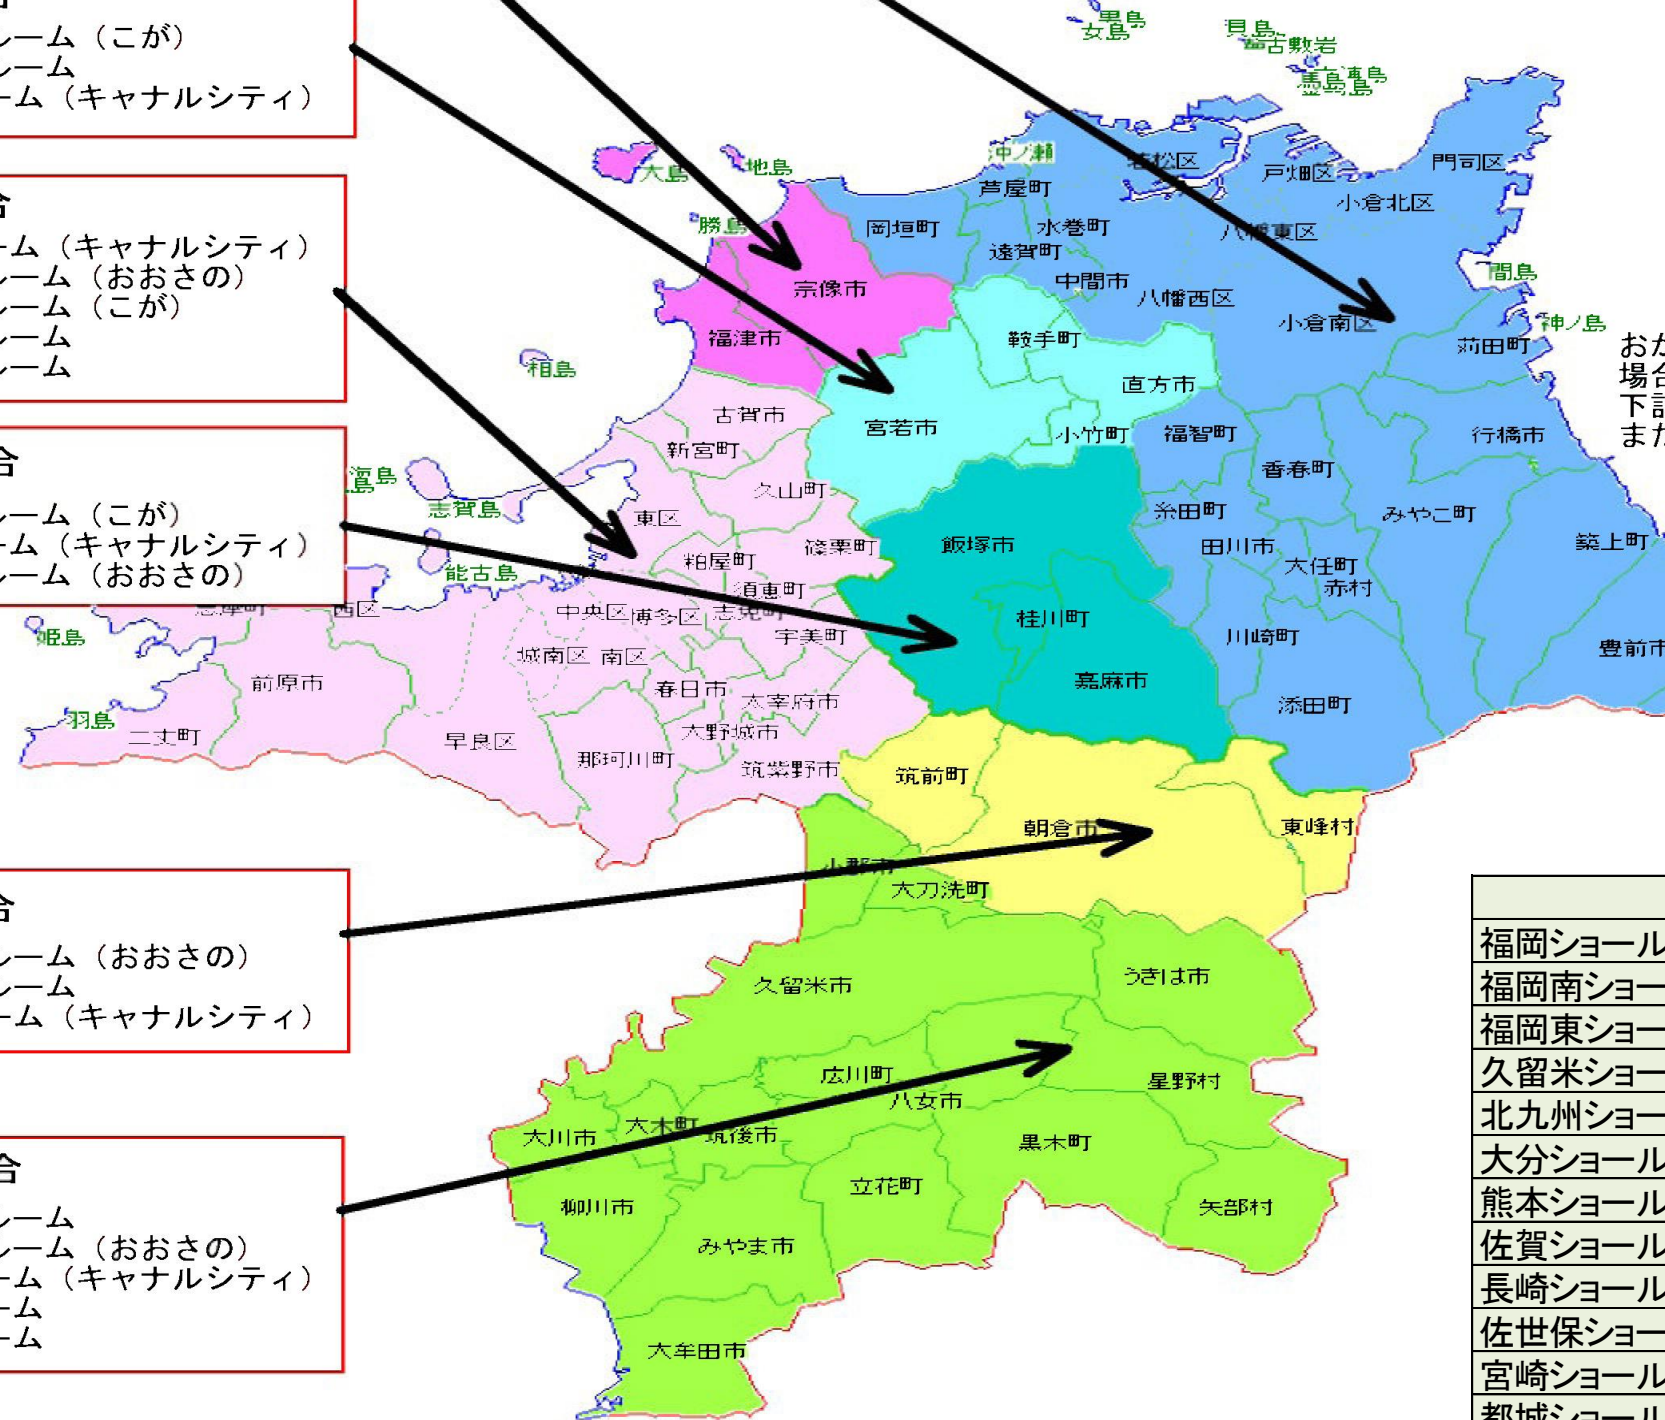 ルーム（こが）
ルーム
ーム（キャナルシティ）
合
ーム（キャナルシティ）
ルーム（おおさの）
ルーム（こが）
ルーム
ルーム
合
ルーム（こが）
ーム（キャナルシティ）
ルーム（おおさの）
合
ルーム（おおさの）
ルーム
ーム（キャナルシティ）
合
ルーム
ルーム（おおさの）
ーム（キャナルシティ）
ーム
ーム
黒島
女島
貝島
大島
地島
沖ノ瀬
若松区
戸畑区
門司区
芦屋町
小倉北区
勝島
岡垣町
水巻町
八幡東区
遠賀町
中間市
間島
宗像市
八幡西区
小倉南区
神ノ島
福津市
鞍手町
苅田町
相島
直方市
古賀市
宮若市
小竹町
福智町
行橋市
新宮町
香春町
久山町
志賀島
東区
糸田町
みやこ町
篠栗町
飯塚市
田川市
築上町
粕屋町
大任町
能古島
須恵町
赤村
西区
中央区
博多区
桂川町
姫島
宇美町
川崎町
豊前市
城南区
南区
前原市
春日市
嘉麻市
太宰府市
添田町
羽島
二丈町
早良区
大野城市
那珂川町
筑紫野市
筑前町
朝倉市
東峰村
小郡市
大刀洗町
久留米市
うきは市
広川町
星野村
八女市
大川市
大木町
筑後市
黒木町
立花町
柳川市
矢部村
みやま市
大牟田市
場合
福岡ショール
福岡南ショー
福岡東ショー
久留米ショー
北九州ショー
大分ショール
熊本ショール
佐賀ショール
長崎ショール
佐世保ショー
宮崎ショール
都城ショール